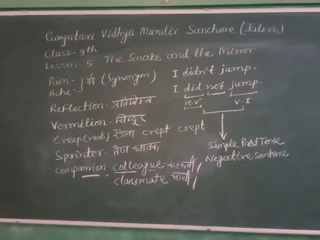 Gayatari Vidhya Mandir Sanchore (Jalore)
Class - 9th
Lesson - 5 The Snake and the Mirror
Pain - दर्द (Synonym) I didn't jump.
Ache - I did not jump.
Reflection - प्रतिबिम्ब H.V. V-I
Vermilion - सिन्दूर
Creep (verb) रेंगना crept crept
Sprinter - तेज धावक Simple Past Tense
Companion colleague - Negative Sentence
classmate साथी